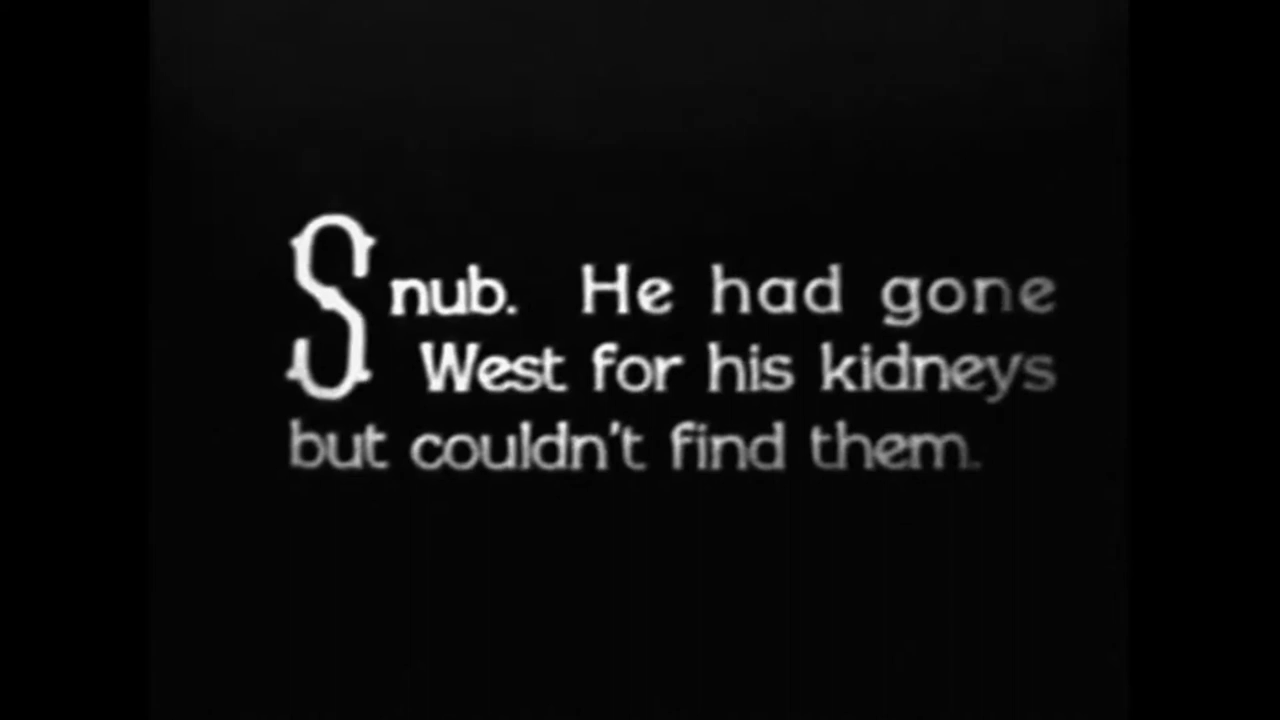 Snub. He had gone
West for his kidneys
but couldn't find them.